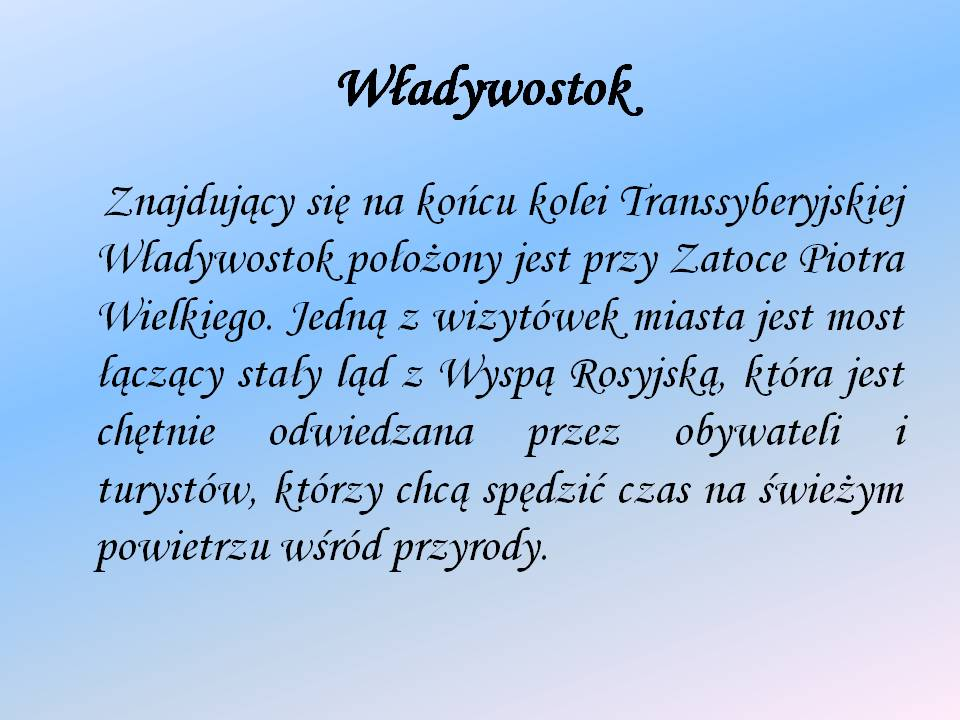 Władywostok
Znajdujący się na końcu kolei Transsyberyjskiej
Władywostok położony jest przy Zatoce Piotra
Wielkiego. Jedną z wizytówek miasta jest most
łączący stały ląd z Wyspą Rosyjską, która jest
chętnie odwiedzana przez obywateli i
turystów, którzy chcą spędzić czas na świeżym
powietrzu wśród przyrody.